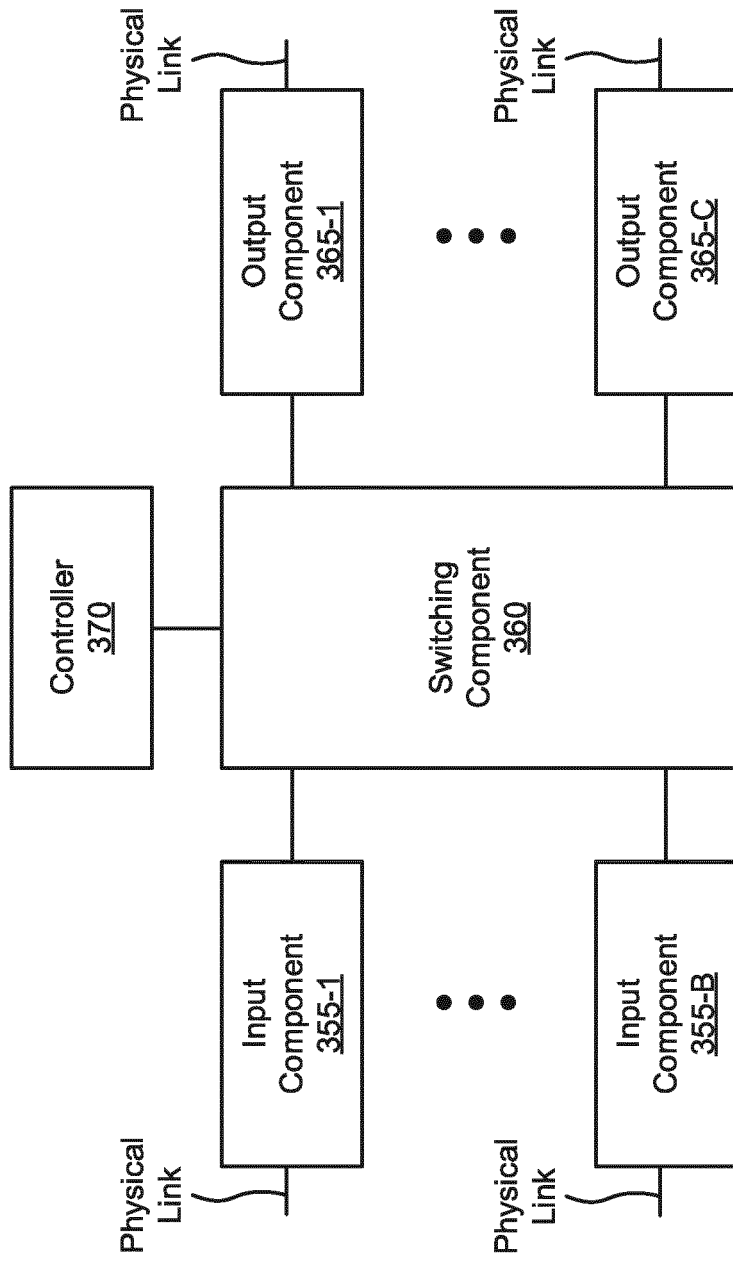 Controller
370
Physical
Link
Input
Component
355-1
Switching
Component
360
Output
Component
365-1
Physical
Link
Physical
Link
Input
Component
355-B
Output
Component
365-C
Physical
Link